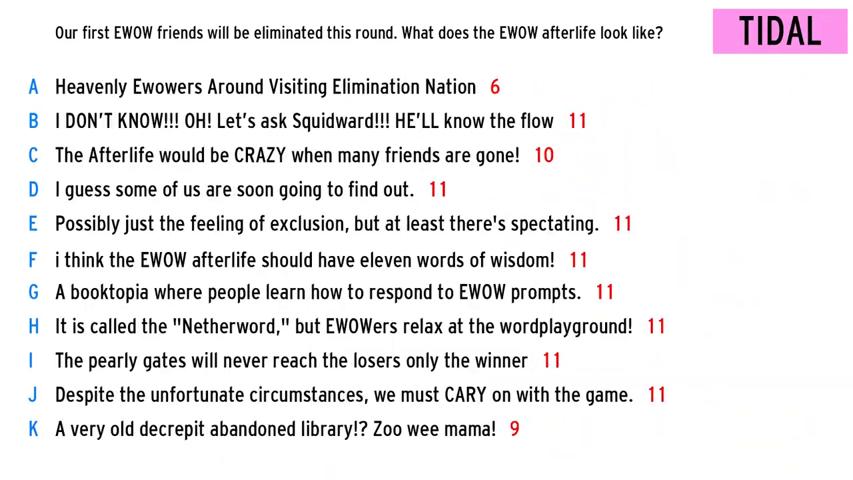 Our first EWOW friends will be eliminated this round. What does the EWOW afterlife look like?
TIDAL
A Heavenly Ewowers Around Visiting Elimination Nation 6
B I DON'T KNOW!!! OH! Let's ask Squidward!!! HE'LL know the flow 11
C The Afterlife would be CRAZY when many friends are gone! 10
D I guess some of us are soon going to find out. 11
E Possibly just the feeling of exclusion, but at least there's spectating. 11
F i think the EWOW afterlife should have eleven words of wisdom! 11
G A booktopia where people learn how to respond to EWOW prompts. 11
H It is called the "Netherword," but EWOWers relax at the wordplayground! 11
I The pearly gates will never reach the losers only the winner 11
J Despite the unfortunate circumstances, we must CARY on with the game. 11
K A very old decrepit abandoned library!? Zoo wee mama! 9